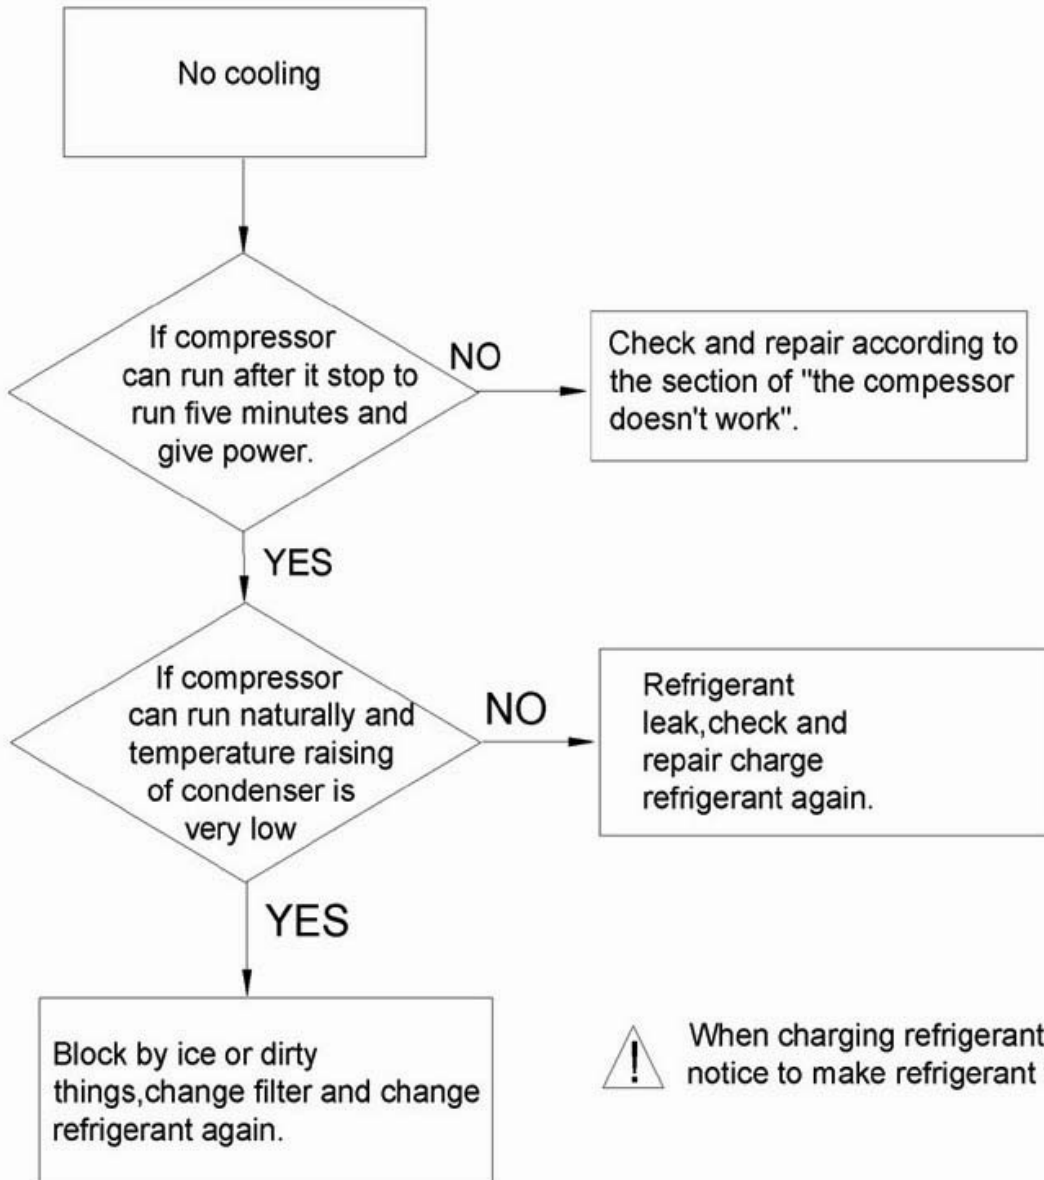 No cooling
If compressor
can run after it stop to
run five minutes and
give power.
NO
Check and repair according to
the section of "the compessor
doesn't work".
YES
If compressor
can run naturally and
temperature raising
of condenser is
very low
NO
Refrigerant
leak,check and
repair charge
refrigerant again.
YES
Block by ice or dirty
things,change filter and change
refrigerant again.
!
When charging refrigerant
notice to make refrigerant